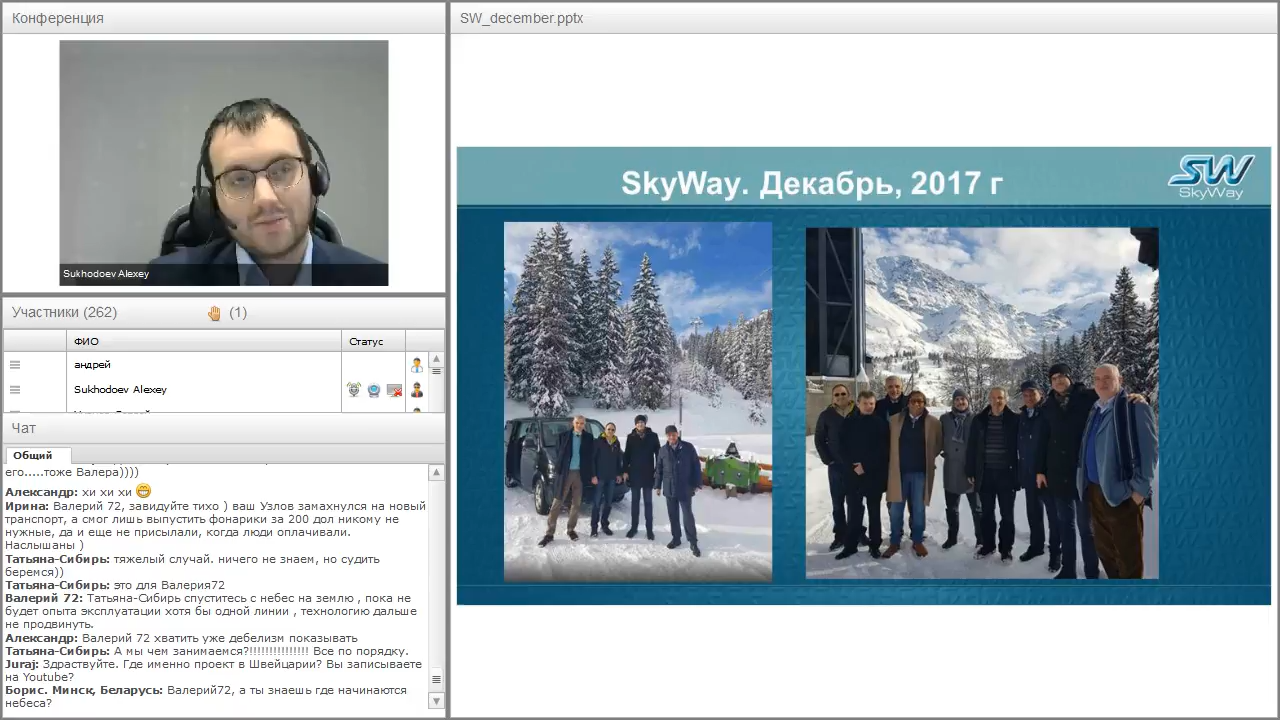 Конференция
Sukhodoev Alexey
Участники (262)
(1)
ФИО
Статус
андрей
Sukhodoev Alexey
Чат
Общий
его.....тоже Валера))))
Александр: хи хи хи
Ирина: Валерий 72, завидуйте тихо ) ваш Узлов замахнулся на новый
транспорт, а смог лишь выпустить фонарики за 200 дол никому не
нужные, да и еще не присылали, когда люди оплачивали.
Наслышаны )
Татьяна-Сибирь: тяжелый случай. ничего не знаем, но судить
беремся))
Татьяна-Сибирь: это для Валерия72
Валерий 72: Татьяна-Сибирь спуститесь с небес на землю , пока не
будет опыта эксплуатации хотя бы одной линии , технологию дальше
не продвинуть.
Александр: Валерий 72 хватить уже дебелизм показывать
Татьяна-Сибирь: А мы чем занимаемся?!!!!!!!!!!!!!!! Все по порядку.
Juraj: Здраствуйте. Где именно проект в Швейцарии? Вы записываете
на Youtube?
Борис. Минск, Беларусь: Валерий72, а ты знаешь где начинаются
небеса?
SW_december.pptx
SkyWay. Декабрь, 2017 г
SW
SkyWay